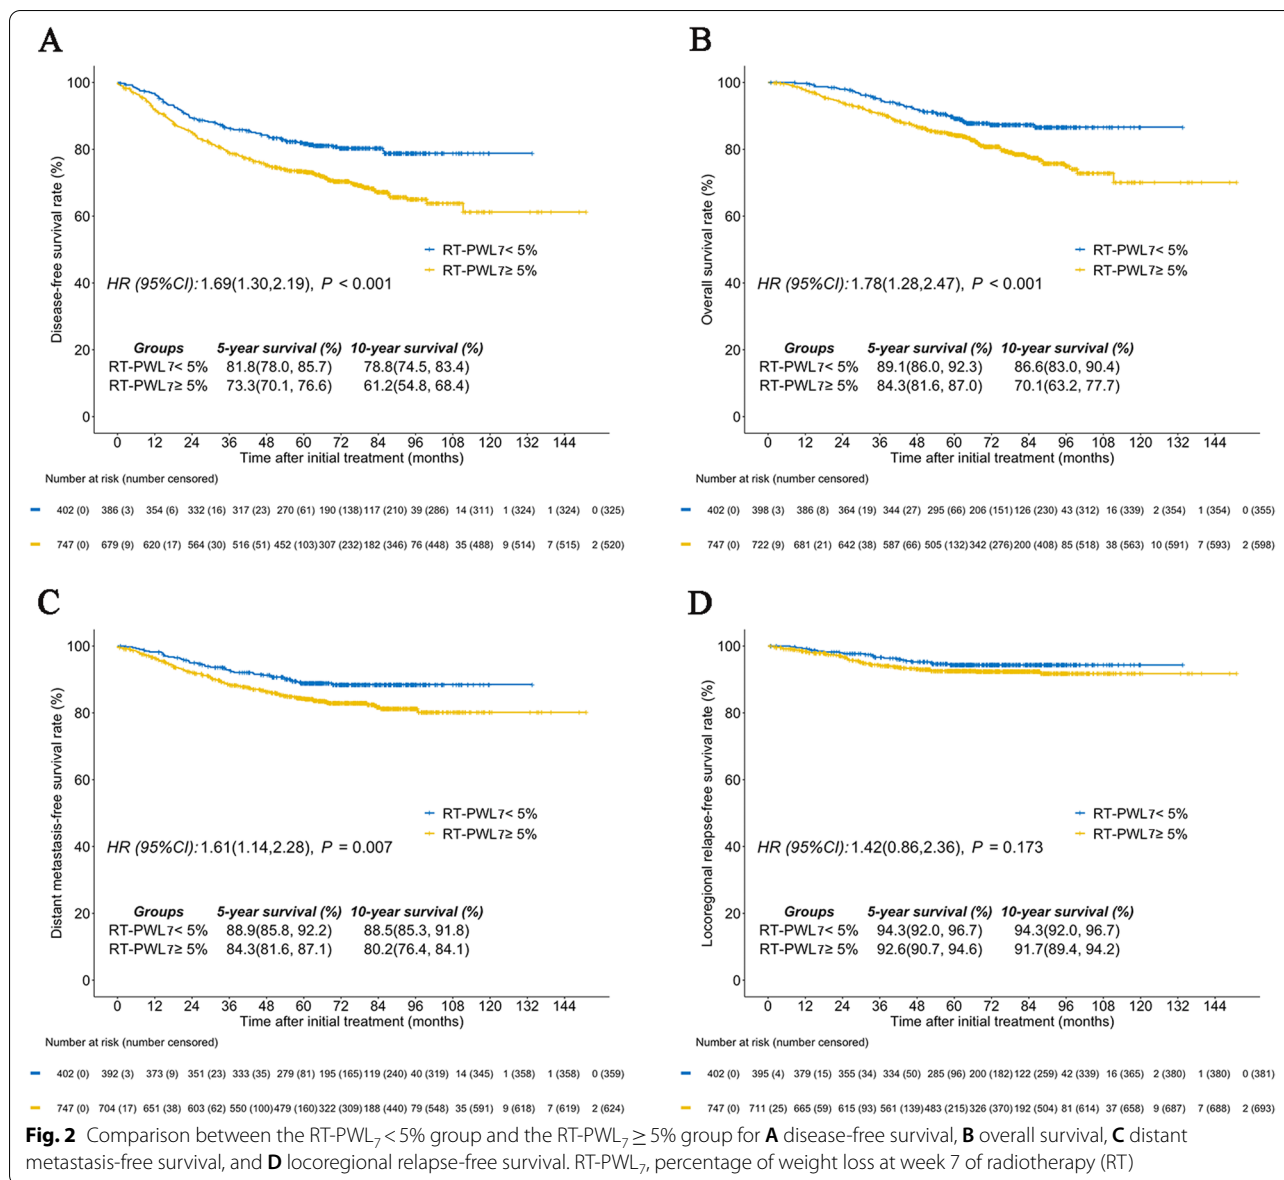 A
Disease-free survival rate (%)
100
80
60
40
20
0
RT-PWL7< 5%
RT-PWL7≥ 5%
HR (95%CI):1.69(1.30,2.19), P < 0.001
Groups 5-year survival (%) 10-year survival (%)
RT-PWL7< 5% 81.8(78.0, 85.7) 78.8(74.5, 83.4)
RT-PWL7≥ 5% 73.3(70.1, 76.6) 61.2(54.8, 68.4)
0 12 24 36 48 60 72 84 96 108 120 132 144
Time after initial treatment (months)
Number at risk (number censored)
402 (0) 386 (3) 354 (6) 332 (16) 317 (23) 270 (61) 190 (138) 117 (210) 39 (286) 14 (311) 1 (324) 1 (324) 0 (325)
747 (0) 679 (9) 620 (17) 564 (30) 516 (51) 452 (103) 307 (232) 182 (346) 76 (448) 35 (488) 9 (514) 7 (515) 2 (520)
B
Overall survival rate (%)
100
80
60
40
20
0
RT-PWL7< 5%
RT-PWL7≥ 5%
HR (95%CI):1.78(1.28,2.47), P < 0.001
Groups 5-year survival (%) 10-year survival (%)
RT-PWL7< 5% 89.1(86.0, 92.3) 86.6(83.0, 90.4)
RT-PWL7≥ 5% 84.3(81.6, 87.0) 70.1(63.2, 77.7)
0 12 24 36 48 60 72 84 96 108 120 132 144
Time after initial treatment (months)
Number at risk (number censored)
402 (0) 398 (3) 386 (8) 364 (19) 344 (27) 295 (66) 206 (151) 126 (230) 43 (312) 16 (339) 2 (354) 1 (354) 0 (355)
747 (0) 722 (9) 681 (21) 642 (38) 587 (66) 505 (132) 342 (276) 200 (408) 85 (518) 38 (563) 10 (591) 7 (593) 2 (598)
C
Distant metastasis-free survival rate (%)
100
80
60
40
20
0
RT-PWL7< 5%
RT-PWL7≥ 5%
HR (95%CI):1.61(1.14,2.28), P = 0.007
Groups 5-year survival (%) 10-year survival (%)
RT-PWL7< 5% 88.9(85.8, 92.2) 88.5(85.3, 91.8)
RT-PWL7≥ 5% 84.3(81.6, 87.1) 80.2(76.4, 84.1)
0 12 24 36 48 60 72 84 96 108 120 132 144
Time after initial treatment (months)
Number at risk (number censored)
402 (0) 392 (3) 373 (9) 351 (23) 333 (35) 279 (81) 195 (165) 119 (240) 40 (319) 14 (345) 1 (358) 1 (358) 0 (359)
747 (0) 704 (17) 651 (38) 603 (62) 550 (100) 479 (160) 322 (309) 188 (440) 79 (548) 35 (591) 9 (618) 7 (619) 2 (624)
D
Locoregional relapse-free survival rate (%)
100
80
60
40
20
0
RT-PWL7< 5%
RT-PWL7≥ 5%
HR (95%CI):1.42(0.86,2.36), P = 0.173
Groups 5-year survival (%) 10-year survival (%)
RT-PWL7< 5% 94.3(92.0, 96.7) 94.3(92.0, 96.7)
RT-PWL7≥ 5% 92.6(90.7, 94.6) 91.7(89.4, 94.2)
0 12 24 36 48 60 72 84 96 108 120 132 144
Time after initial treatment (months)
Number at risk (number censored)
402 (0) 395 (4) 379 (15) 355 (34) 334 (50) 285 (96) 200 (182) 122 (259) 42 (339) 16 (365) 2 (380) 1 (380) 0 (381)
747 (0) 711 (25) 665 (59) 615 (93) 561 (139) 483 (215) 326 (370) 192 (504) 81 (614) 37 (658) 9 (687) 7 (688) 2 (693)
Fig. 2 Comparison between the RT-PWL7 < 5% group and the RT-PWL7 ≥ 5% group for A disease-free survival, B overall survival, C distant
metastasis-free survival, and D locoregional relapse-free survival. RT-PWL7, percentage of weight loss at week 7 of radiotherapy (RT)